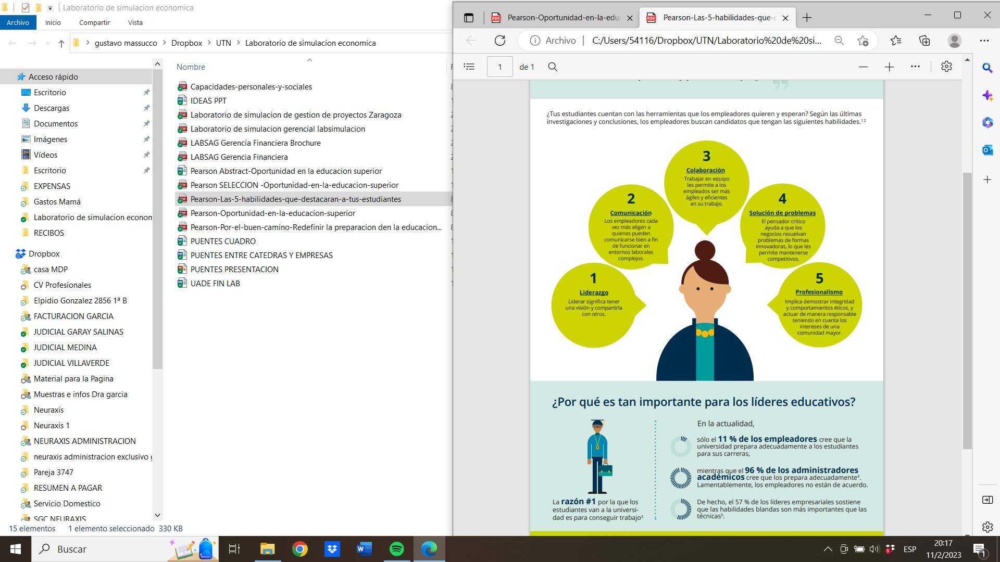 Laboratorio de simulacion economica
Archivo
Inicio
Compartir
Vista
gustavo massucco
Dropbox
UTN
Laboratorio de simulacion economica
Acceso rápido
Escritorio
Descargas
Documentos
Imágenes
Vídeos
Escritorio
EXPENSAS
Gastos Mamá
Laboratorio de simulacion econom
RECIBOS
Dropbox
casa MDP
CV Profesionales
Elpidio Gonzalez 2856 1ª B
FACTURACION GARCIA
JUDICIAL GARAY SALINAS
JUDICIAL MEDINA
JUDICIAL VILLAVERDE
Material para la Pagina
Muestras e infos Dra garcia
Neuraxis
Neuraxis 1
NEURAXIS ADMINISTRACION
neuraxis administracion exclusivo g
Pareja 3747
RESUMEN A PAGAR
Servicio Domestico
SGC NEURAXIS
Nombre
Capacidades-personales-y-sociales
IDEAS PPT
Laboratorio de simulacion de gestion de proyectos Zaragoza
Laboratorio de simulacion gerencial labsimulacion
LABSAG Gerencia Financiera Brochure
LABSAG Gerencia Financiera
Pearson Abstract-Oportunidad en la educacion superior
Pearson SELECCION -Oportunidad-en-la-educacion-superior
Pearson-Las-5-habilidades-que-destacaran-a-tus-estudiantes
Pearson-Oportunidad-en-la-educacion-superior
Pearson-Por-el-buen-camino-Redefinir la preparacion den la educacion...
PUENTES CUADRO
PUENTES ENTRE CATEDRAS Y EMPRESAS
PUENTES PRESENTACION
UADE FIN LAB
15 elementos
1 elemento seleccionado 330 KB
Pearson-Oportunidad-en-la-edu
Pearson-Las-5-habilidades-que-d
Archivo
C:/Users/54116/Dropbox/UTN/Laboratorio%20de%20si...
1
de 1
¿Tus estudiantes cuentan con las herramientas que los empleadores quieren y esperan? Según las últimas
investigaciones y conclusiones, los empleadores buscan candidatos que tengan las siguientes habilidades.¹ ²
1
Liderazgo
Liderar significa tener
una visión y compartirla
con otros.
2
Comunicación
Los empleadores cada
vez más eligen a
quienes pueden
comunicarse bien a fin
de funcionar en
entornos laborales
complejos.
3
Colaboración
Trabajar en equipo
les permite a los
empleados ser más
ágiles y eficientes
en su trabajo.
4
Solución de problemas
El pensador crítico
ayuda a que los
negocios resuelvan
problemas de formas
innovadoras, lo que les
permite mantenerse
competitivos.
5
Profesionalismo
Implica demostrar integridad
y comportamientos éticos, y
actuar de manera responsable
teniendo en cuenta los
intereses de una
comunidad mayor.
¿Por qué es tan importante para los líderes educativos?
La razón #1 por la que los
estudiantes van a la universi-
dad es para conseguir trabajo³
En la actualidad,
sólo el 11 % de los empleadores cree que la
universidad prepara adecuadamente a los estudiantes
para sus carreras,
mientras que el 96 % de los administradores
académicos cree que los prepara adecuadamente⁴.
Lamentablemente, los empleadores no están de acuerdo.
De hecho, el 57 % de los líderes empresariales sostiene
que las habilidades blandas son más importantes que las
técnicas⁵.
Buscar
ESP
20:17
11/2/2023
1